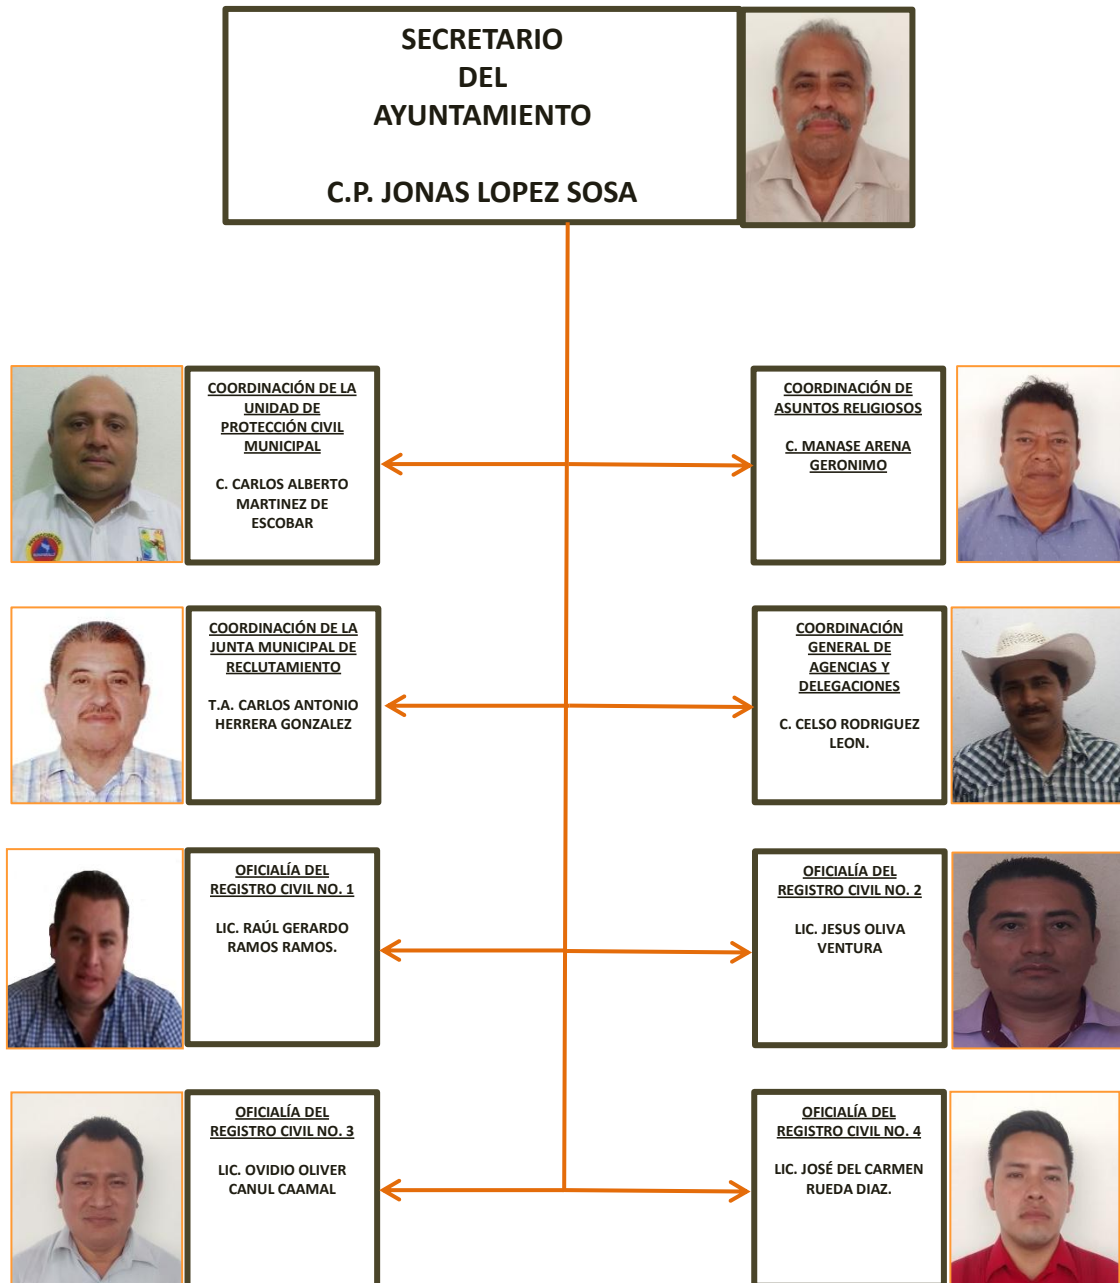 SECRETARIO
DEL
AYUNTAMIENTO
C.P. JONAS LOPEZ SOSA
COORDINACIÓN DE LA
UNIDAD DE
PROTECCIÓN CIVIL
MUNICIPAL
C. CARLOS ALBERTO
MARTINEZ DE
ESCOBAR
COORDINACIÓN DE
ASUNTOS RELIGIOSOS
C. MANASE ARENA
GERONIMO
COORDINACIÓN DE LA
JUNTA MUNICIPAL DE
RECLUTAMIENTO
T.A. CARLOS ANTONIO
HERRERA GONZALEZ
COORDINACIÓN
GENERAL DE
AGENCIAS Y
DELEGACIONES
C. CELSO RODRIGUEZ
LEON.
OFICIALÍA DEL
REGISTRO CIVIL NO. 1
LIC. RAÚL GERARDO
RAMOS RAMOS.
OFICIALÍA DEL
REGISTRO CIVIL NO. 2
LIC. JESUS OLIVA
VENTURA
OFICIALÍA DEL
REGISTRO CIVIL NO. 3
LIC. OVIDIO OLIVER
CANUL CAAMAL
OFICIALÍA DEL
REGISTRO CIVIL NO. 4
LIC. JOSÉ DEL CARMEN
RUEDA DIAZ.